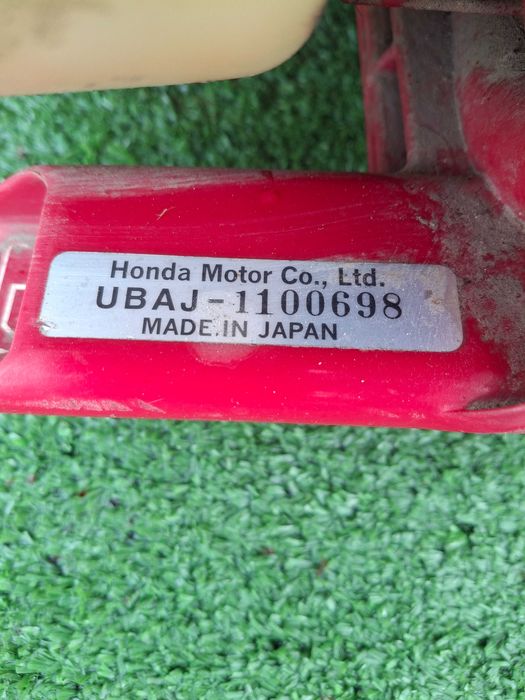 Honda Motor Co., Ltd.
UBAJ-1100698
MADE.IN JAPAN